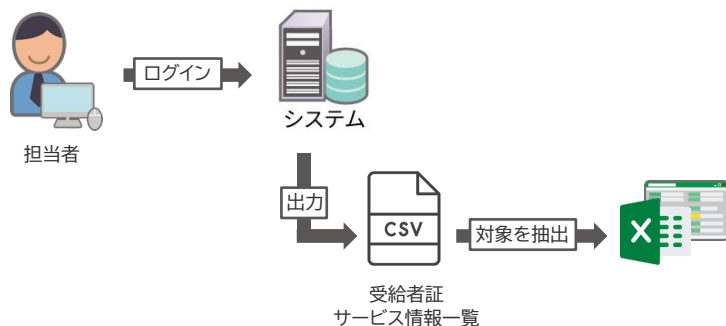 ログイン
システム
担当者
出力
CSV
対象を抽出
X
受給者証
サービス情報一覧